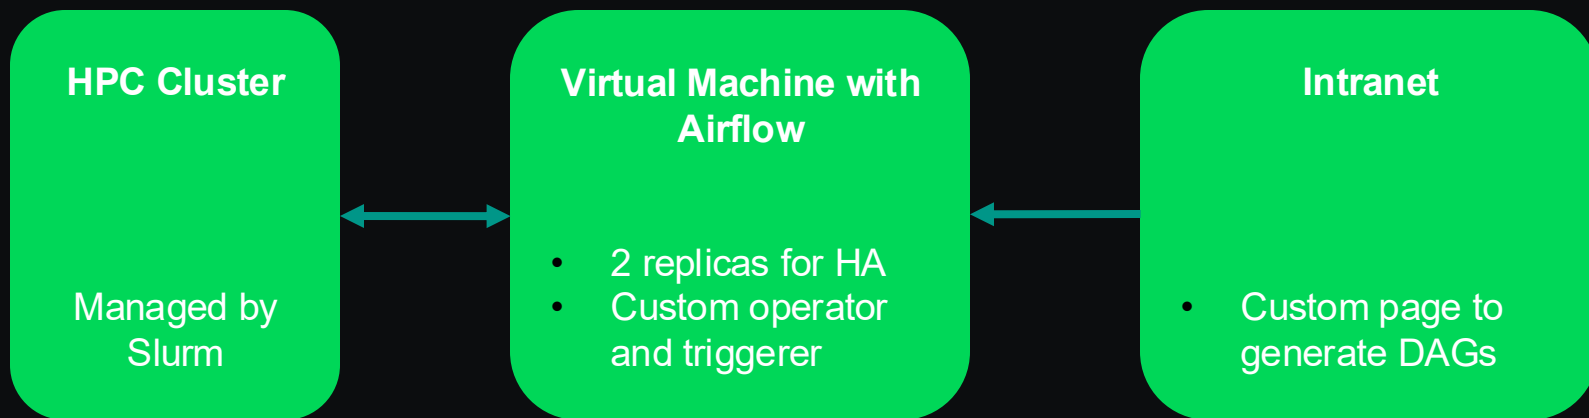 HPC Cluster
Managed by
Slurm
Virtual Machine with
Airflow
• 2 replicas for HA
• Custom operator
and triggerer
Intranet
• Custom page to
generate DAGs